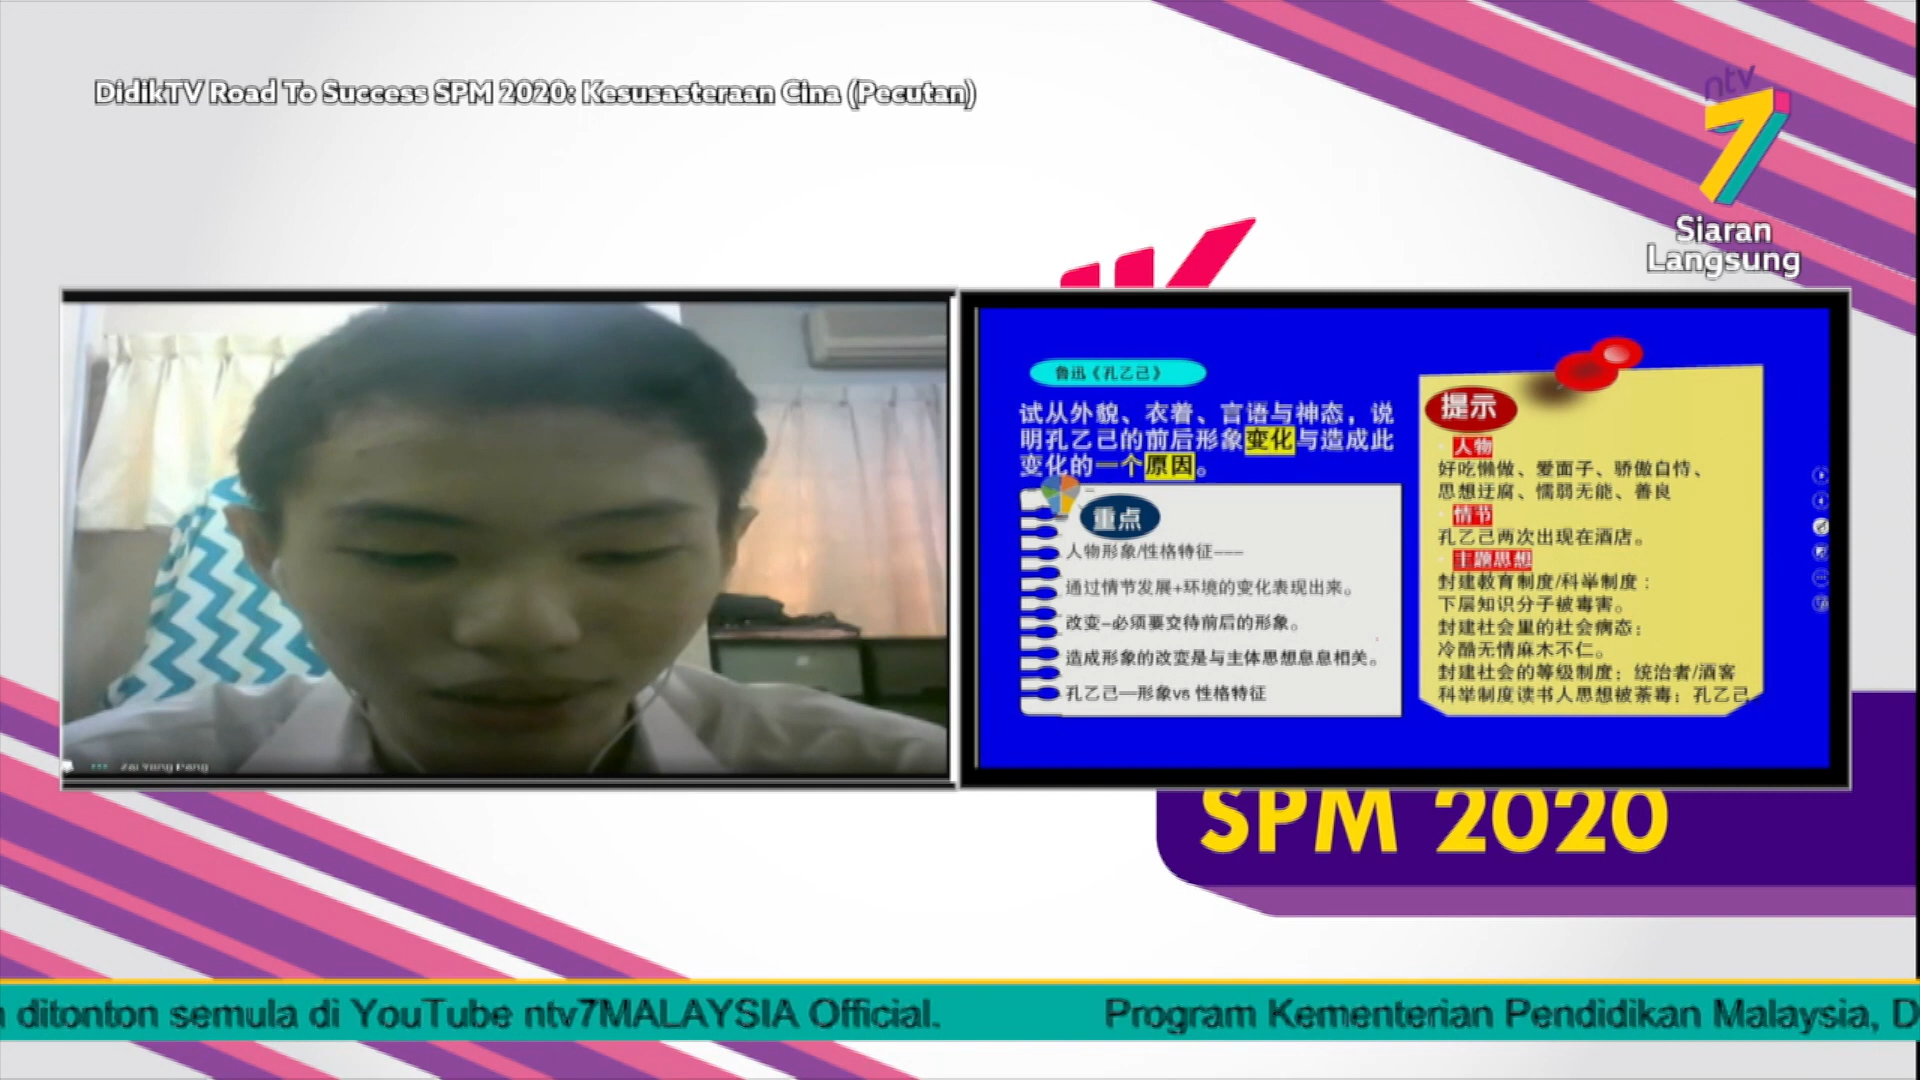 DidikTV Road To Success SPM 2020: Kesusasteraan Cina (Pecutan)
ntv
7
Siaran
Langsung
鲁迅《孔乙己》
试从外貌、衣着、言语与神态，说
明孔乙己的前后形象变化与造成此
变化的一个原因。
重点
人物形象/性格特征---
通过情节发展+环境的变化表现出来。
改变-必须要交待前后的形象。
造成形象的改变是与主体思想息息相关。
孔乙己—形象vs 性格特征
提示
人物
好吃懒做、爱面子、骄傲自恃、
思想迂腐、懦弱无能、善良
情节
孔乙己两次出现在酒店。
主题思想
封建教育制度/科举制度：
下层知识分子被毒害。
封建社会里的社会病态：
冷酷无情麻木不仁。
封建社会的等级制度：统治者/酒客
科举制度读书人思想被荼毒：孔乙己
SPM 2020
ditonton semula di YouTube ntv7MALAYSIA Official.
Program Kementerian Pendidikan Malaysia, D